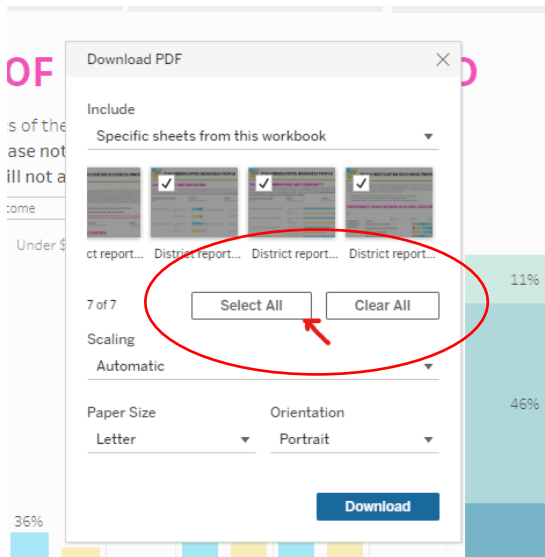 Download PDF
OF
D
Include
s of the
Specific sheets from this workbook
ase not
ill not a
come
Under $
ct report...
District report...
District report...
District report...
11%
7 of 7
Select All
Clear All
Scaling
Automatic
46%
Paper Size
Orientation
Letter
Portrait
Download
36%